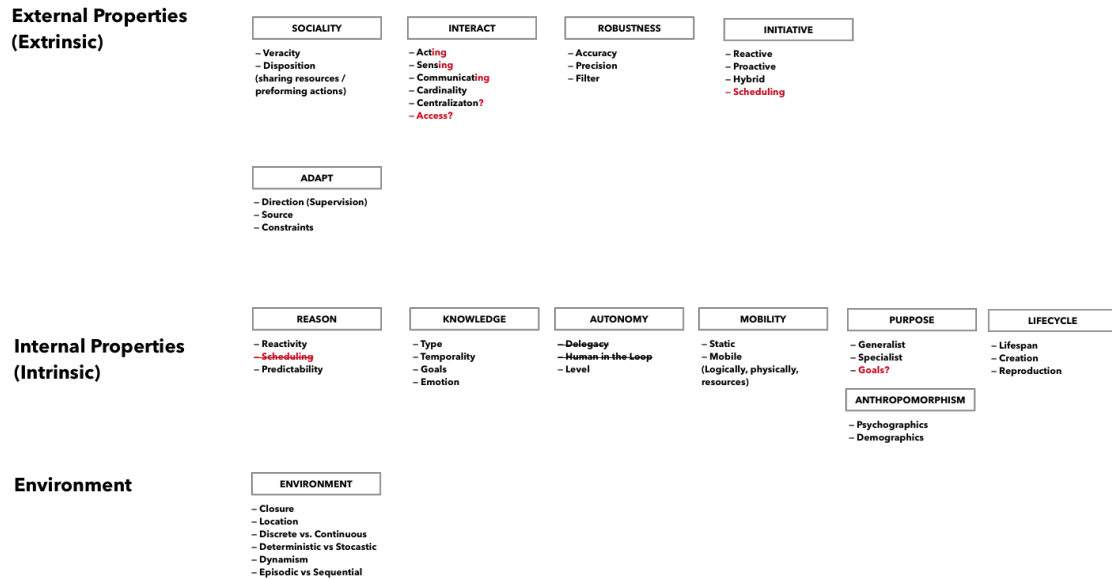 External Properties
(Extrinsic)
SOCIALITY
– Veracity
– Disposition
(sharing resources /
preforming actions)
INTERACT
– Acting
– Sensing
– Communicating
– Cardinality
– Centralizaton?
– Access?
ROBUSTNESS
– Accuracy
– Precision
– Filter
INITIATIVE
– Reactive
– Proactive
– Hybrid
– Scheduling
ADAPT
– Direction (Supervision)
– Source
– Constraints
Internal Properties
(Intrinsic)
REASON
– Reactivity
– Scheduling
– Predictability
KNOWLEDGE
– Type
– Temporality
– Goals
– Emotion
AUTONOMY
– Delegacy
– Human in the Loop
– Level
MOBILITY
– Static
– Mobile
(Logically, physically,
resources)
PURPOSE
– Generalist
– Specialist
– Goals?
LIFECYCLE
– Lifespan
– Creation
– Reproduction
ANTHROPOMORPHISM
– Psychographics
– Demographics
Environment
ENVIRONMENT
– Closure
– Location
– Discrete vs. Continuous
– Deterministic vs Stocastic
– Dynamism
– Episodic vs Sequential